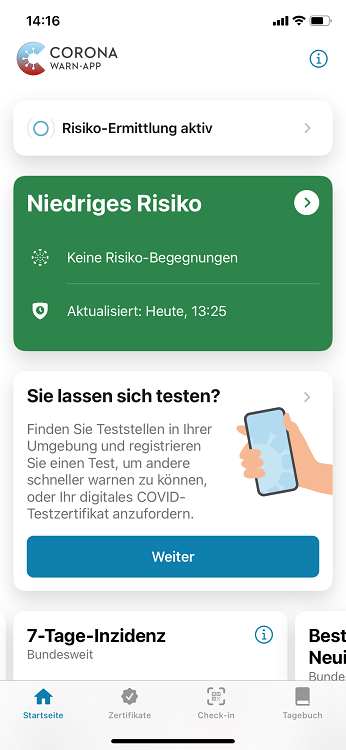 14:16
CORONA
WARN-APP
Risiko-Ermittlung aktiv
Niedriges Risiko
Keine Risiko-Begegnungen
Aktualisiert: Heute, 13:25
Sie lassen sich testen?
Finden Sie Teststellen in Ihrer
Umgebung und registrieren
Sie einen Test, um andere
schneller warnen zu können,
oder Ihr digitales COVID-
Testzertifikat anzufordern.
Weiter
7-Tage-Inzidenz
Bundesweit
Best
Neui
Bunde
Startseite
Zertifikate
Check-in
Tagebuch